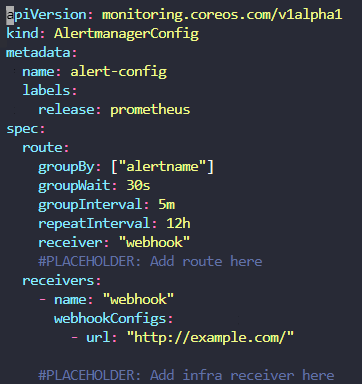 apiVersion: monitoring.coreos.com/v1alpha1
kind: AlertmanagerConfig
metadata:
  name: alert-config
  labels:
    release: prometheus
spec:
  route:
    groupBy: ["alertname"]
    groupWait: 30s
    groupInterval: 5m
    repeatInterval: 12h
    receiver: "webhook"
    #PLACEHOLDER: Add route here
  receivers:
    - name: "webhook"
      webhookConfigs:
        - url: "http://example.com/"
    #PLACEHOLDER: Add infra receiver here